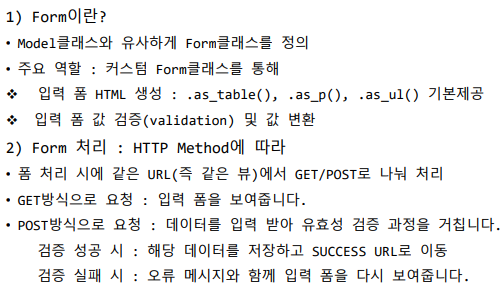 1) Form이란?
• Model클래스와 유사하게 Form클래스를 정의
• 주요 역할 : 커스텀 Form클래스를 통해
❖ 입력 폼 HTML 생성 : .as_table(), .as_p(), .as_ul() 기본제공
❖ 입력 폼 값 검증(validation) 및 값 변환
2) Form 처리 : HTTP Method에 따라
• 폼 처리 시에 같은 URL(즉 같은 뷰)에서 GET/POST로 나눠 처리
• GET방식으로 요청 : 입력 폼을 보여줍니다.
• POST방식으로 요청 : 데이터를 입력 받아 유효성 검증 과정을 거칩니다.
검증 성공 시 : 해당 데이터를 저장하고 SUCCESS URL로 이동
검증 실패 시 : 오류 메시지와 함께 입력 폼을 다시 보여줍니다.